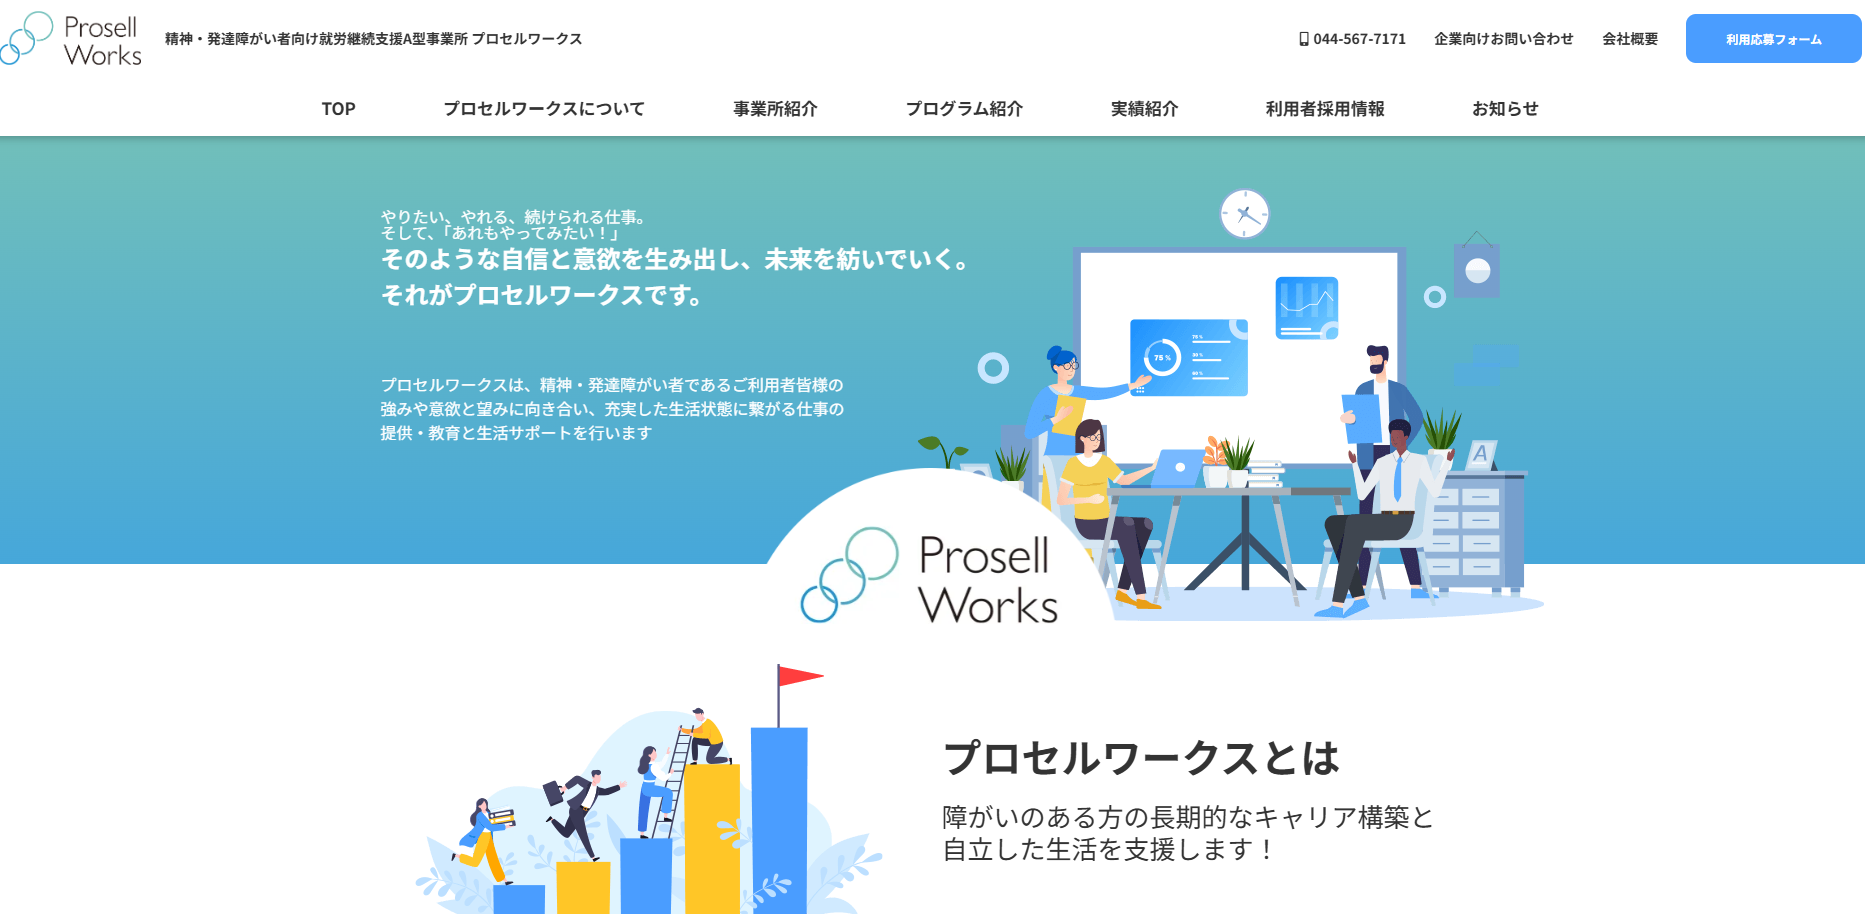 Prosell
Works
精神・発達障がい者向け就労継続支援A型事業所 プロセルワークス
044-567-7171
企業向けお問い合わせ
会社概要
利用応募フォーム
TOP
プロセルワークスについて
事業所紹介
プログラム紹介
実績紹介
利用者採用情報
お知らせ
やりたい、やれる、続けられる仕事。
そして、「あれもやってみたい！」
そのような自信と意欲を生み出し、未来を紡いでいく。
それがプロセルワークスです。
プロセルワークスは、精神・発達障がい者であるご利用者皆様の
強みや意欲と望みに向き合い、充実した生活状態に繋がる仕事の
提供・教育と生活サポートを行います
75 %
75 %
A
Prosell
Works
プロセルワークスとは
障がいのある方の長期的なキャリア構築と
自立した生活を支援します！